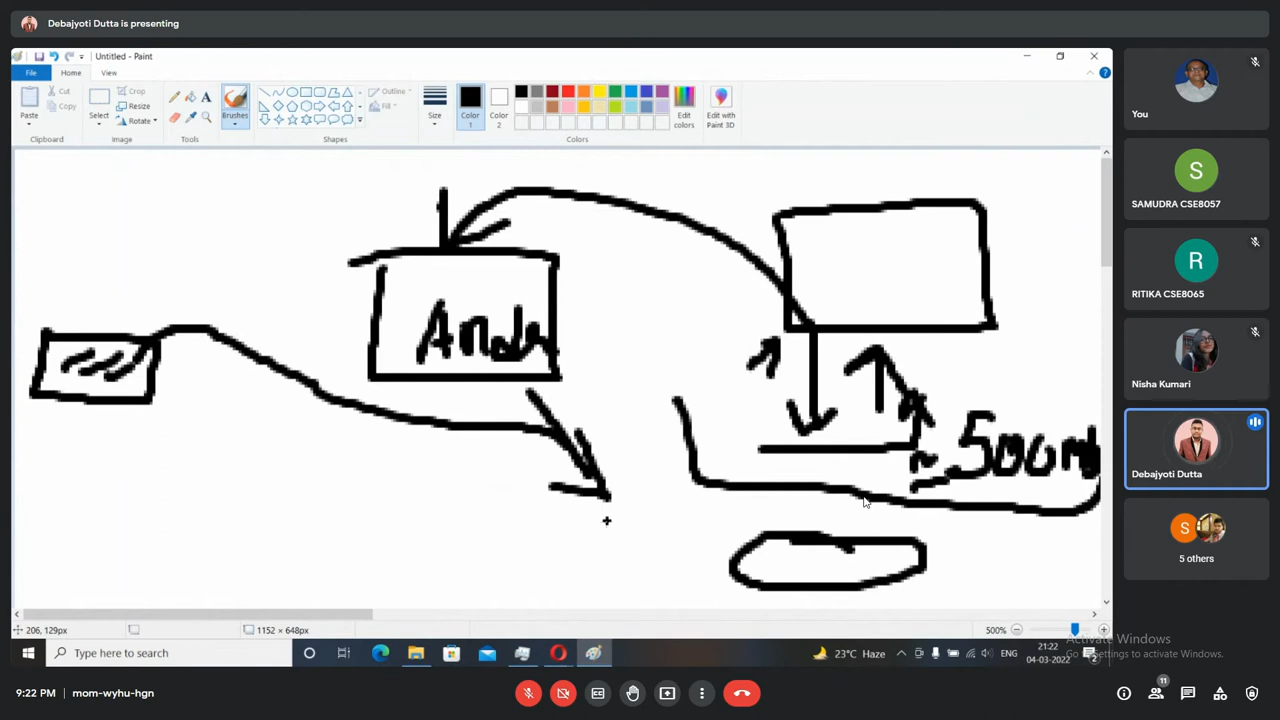 Debajyoti Dutta is presenting
Untitled - Paint
File
Home
View
Cut
Copy
Paste
Clipboard
Crop
Resize
Rotate
Select
Image
A
Tools
Brushes
Outline
Fill
Shapes
Size
Color
1
Color
2
Edit
colors
Colors
Edit with
Paint 3D
You
S
SAMUDRA CSE8057
R
RITIKA CSE8065
Nisha Kumari
Debajyoti Dutta
S
5 others
206, 129px
1152 × 648px
500%
Activate Windows
Go to Settings to activate Windows.
Type here to search
23°C Haze
ENG
21:22
04-03-2022
2
9:22 PM
mom-wyhu-hgn
11